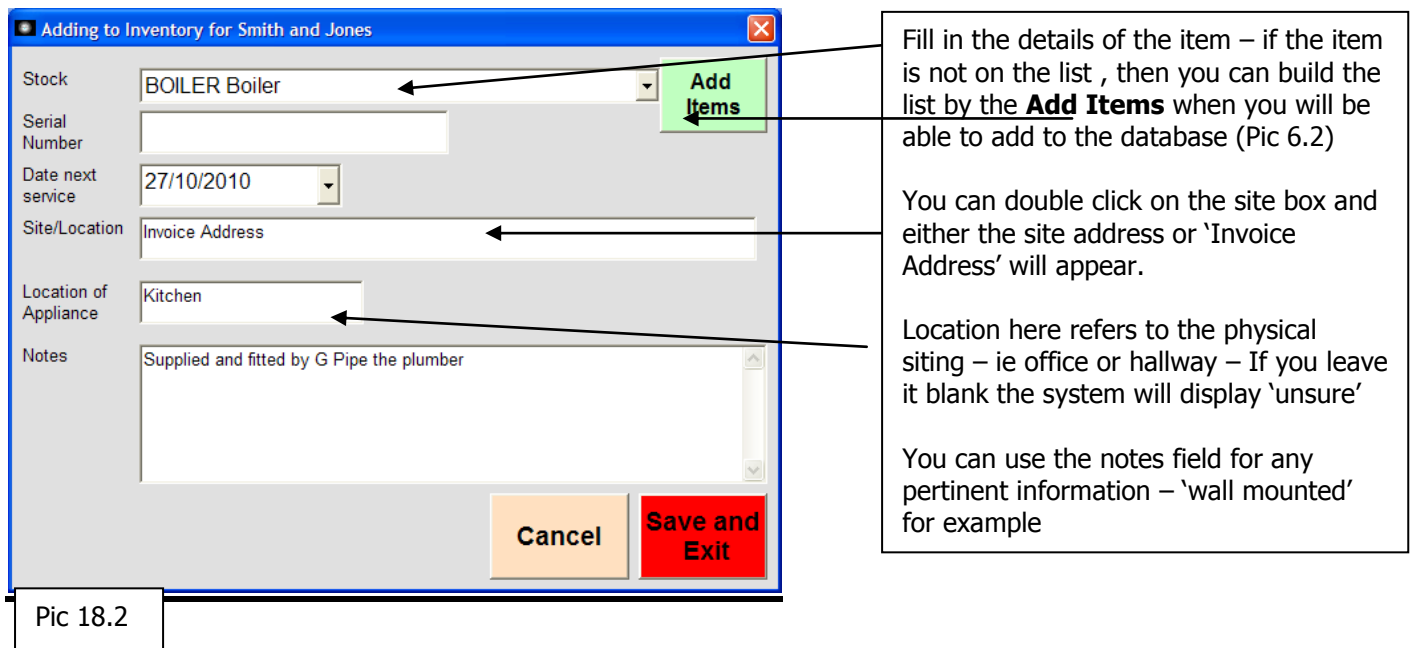 Adding to Inventory for Smith and Jones
Stock
BOILER Boiler
Add
Items
Serial
Number
Date next
service
27/10/2010
Site/Location
Invoice Address
Location of
Appliance
Kitchen
Notes
Supplied and fitted by G Pipe the plumber
Cancel
Save and
Exit
Pic 18.2
Fill in the details of the item – if the item
is not on the list , then you can build the
list by the Add Items when you will be
able to add to the database (Pic 6.2)
You can double click on the site box and
either the site address or ‘Invoice
Address’ will appear.
Location here refers to the physical
siting – ie office or hallway – If you leave
it blank the system will display ‘unsure’
You can use the notes field for any
pertinent information – ‘wall mounted’
for example